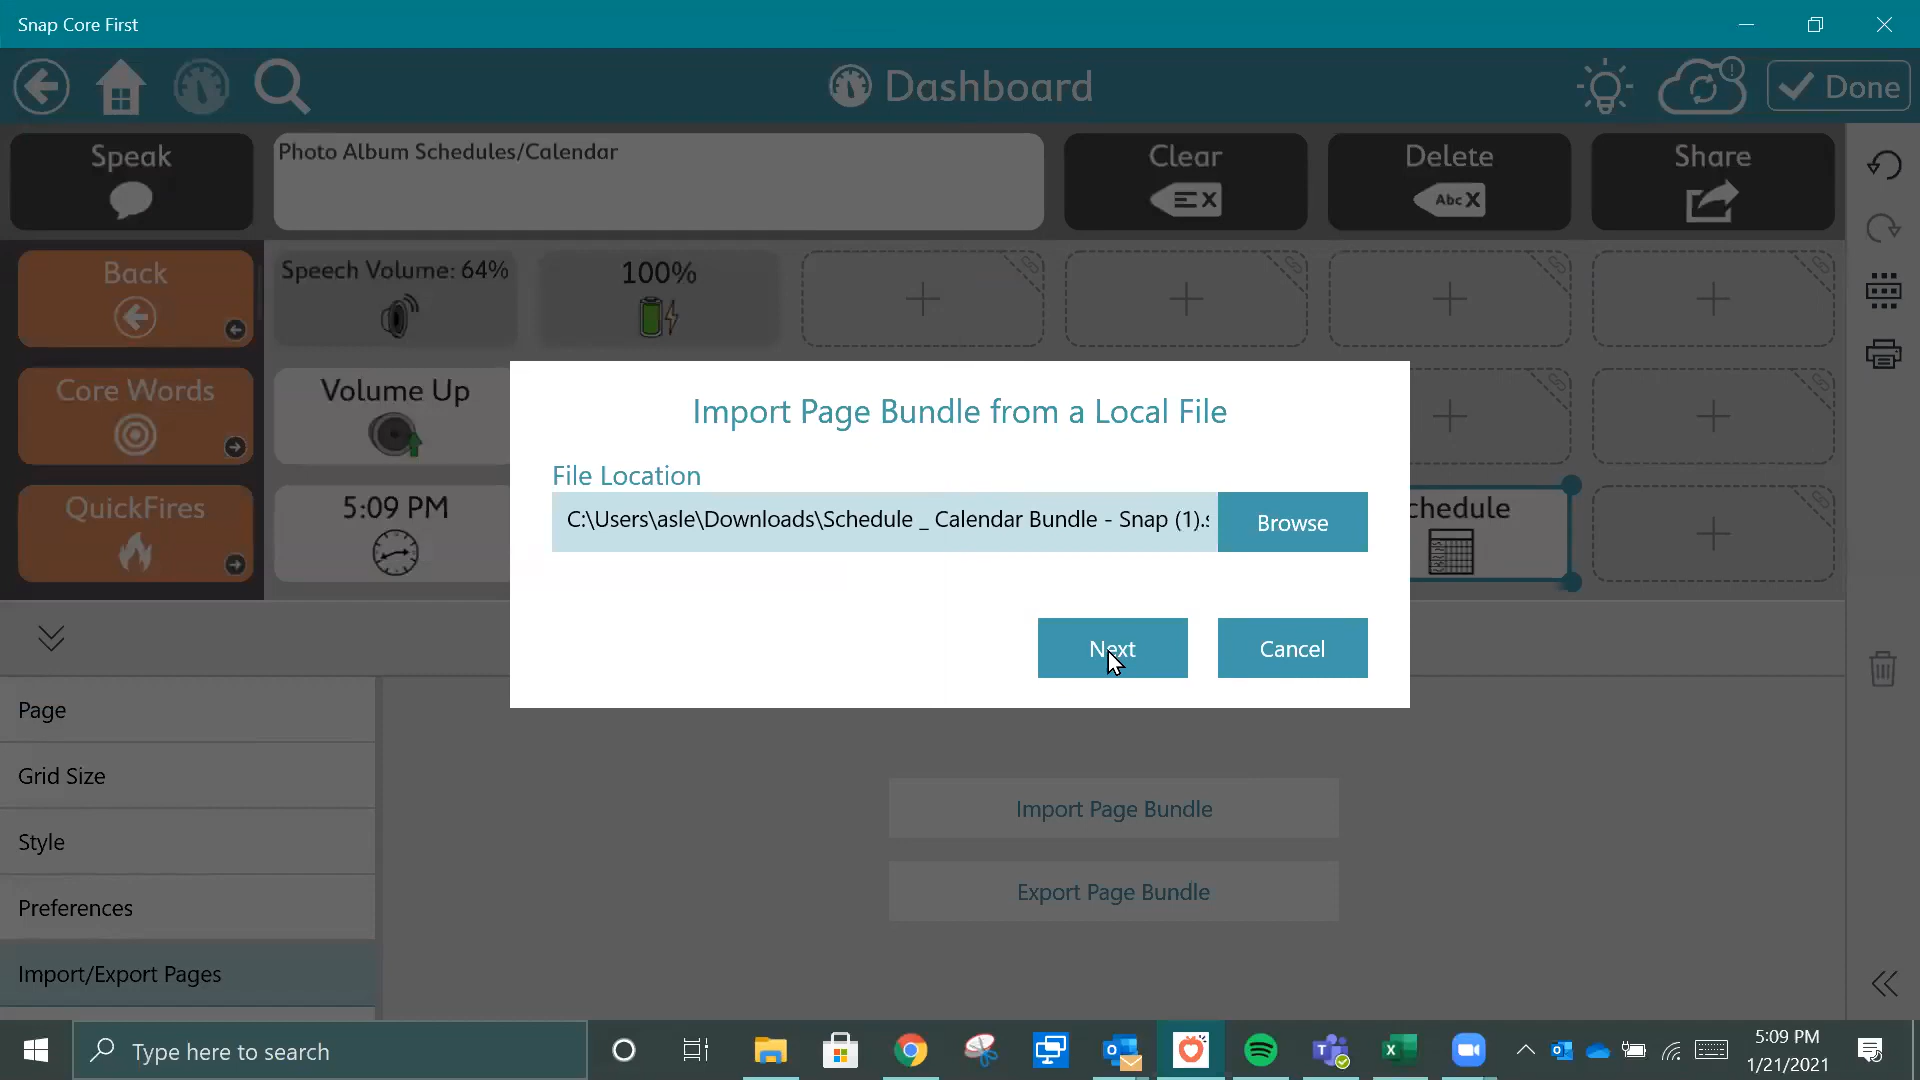 Snap Core First
Dashboard
Done
Speak
Photo Album Schedules/Calendar
Clear
Delete
Abc X
Share
Back
Speech Volume: 64%
100%
Core Words
Volume Up
QuickFires
5:09 PM
chedule
Import Page Bundle from a Local File
File Location
C:\Users\asle\Downloads\Schedule _ Calendar Bundle - Snap (1).s
Browse
Next
Cancel
Page
Grid Size
Style
Preferences
Import/Export Pages
Import Page Bundle
Export Page Bundle
Type here to search
5:09 PM
1/21/2021